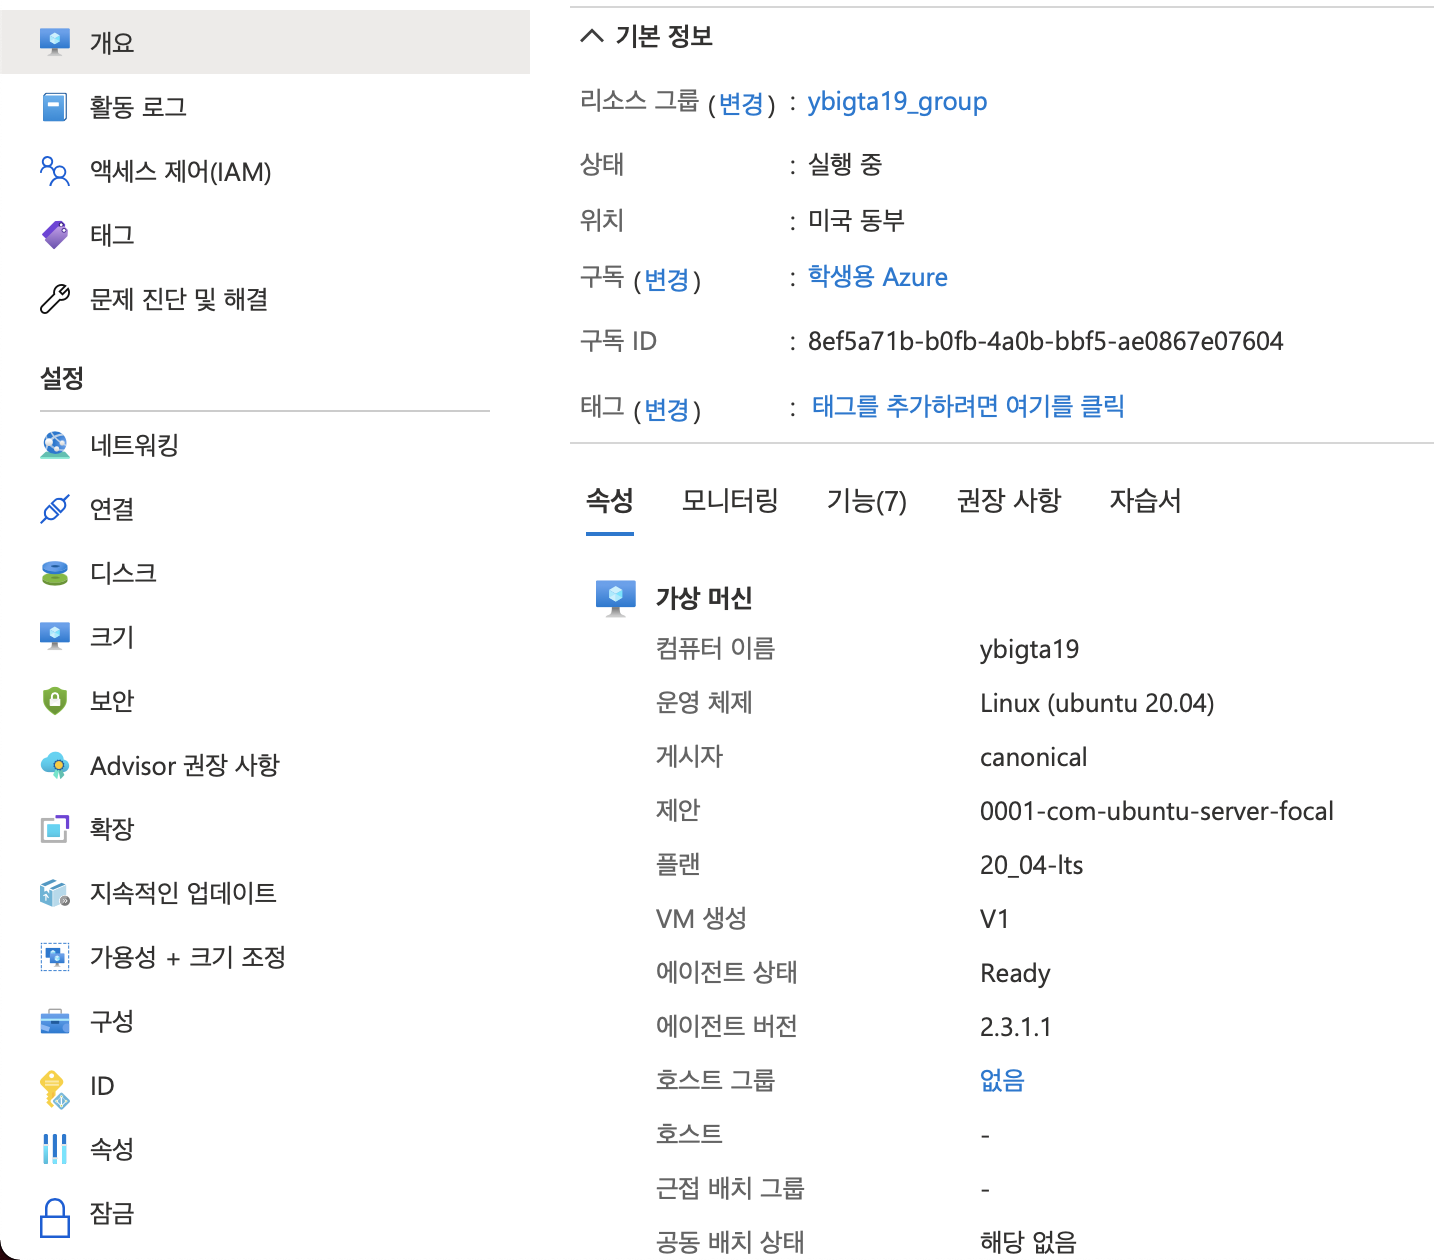 개요
활동 로그
액세스 제어(IAM)
태그
문제 진단 및 해결
설정
네트워킹
연결
디스크
크기
보안
Advisor 권장 사항
확장
지속적인 업데이트
가용성 + 크기 조정
구성
ID
속성
잠금
기본 정보
리소스 그룹 (변경) : ybigta19_group
상태 : 실행 중
위치 : 미국 동부
구독 (변경) : 학생용 Azure
구독 ID : 8ef5a71b-b0fb-4a0b-bbf5-ae0867e07604
태그 (변경) : 태그를 추가하려면 여기를 클릭
속성 모니터링 기능(7) 권장 사항 자습서
가상 머신
컴퓨터 이름 ybigta19
운영 체제 Linux (ubuntu 20.04)
게시자 canonical
제안 0001-com-ubuntu-server-focal
플랜 20_04-lts
VM 생성 V1
에이전트 상태 Ready
에이전트 버전 2.3.1.1
호스트 그룹 없음
호스트 -
근접 배치 그룹 -
공동 배치 상태 해당 없음